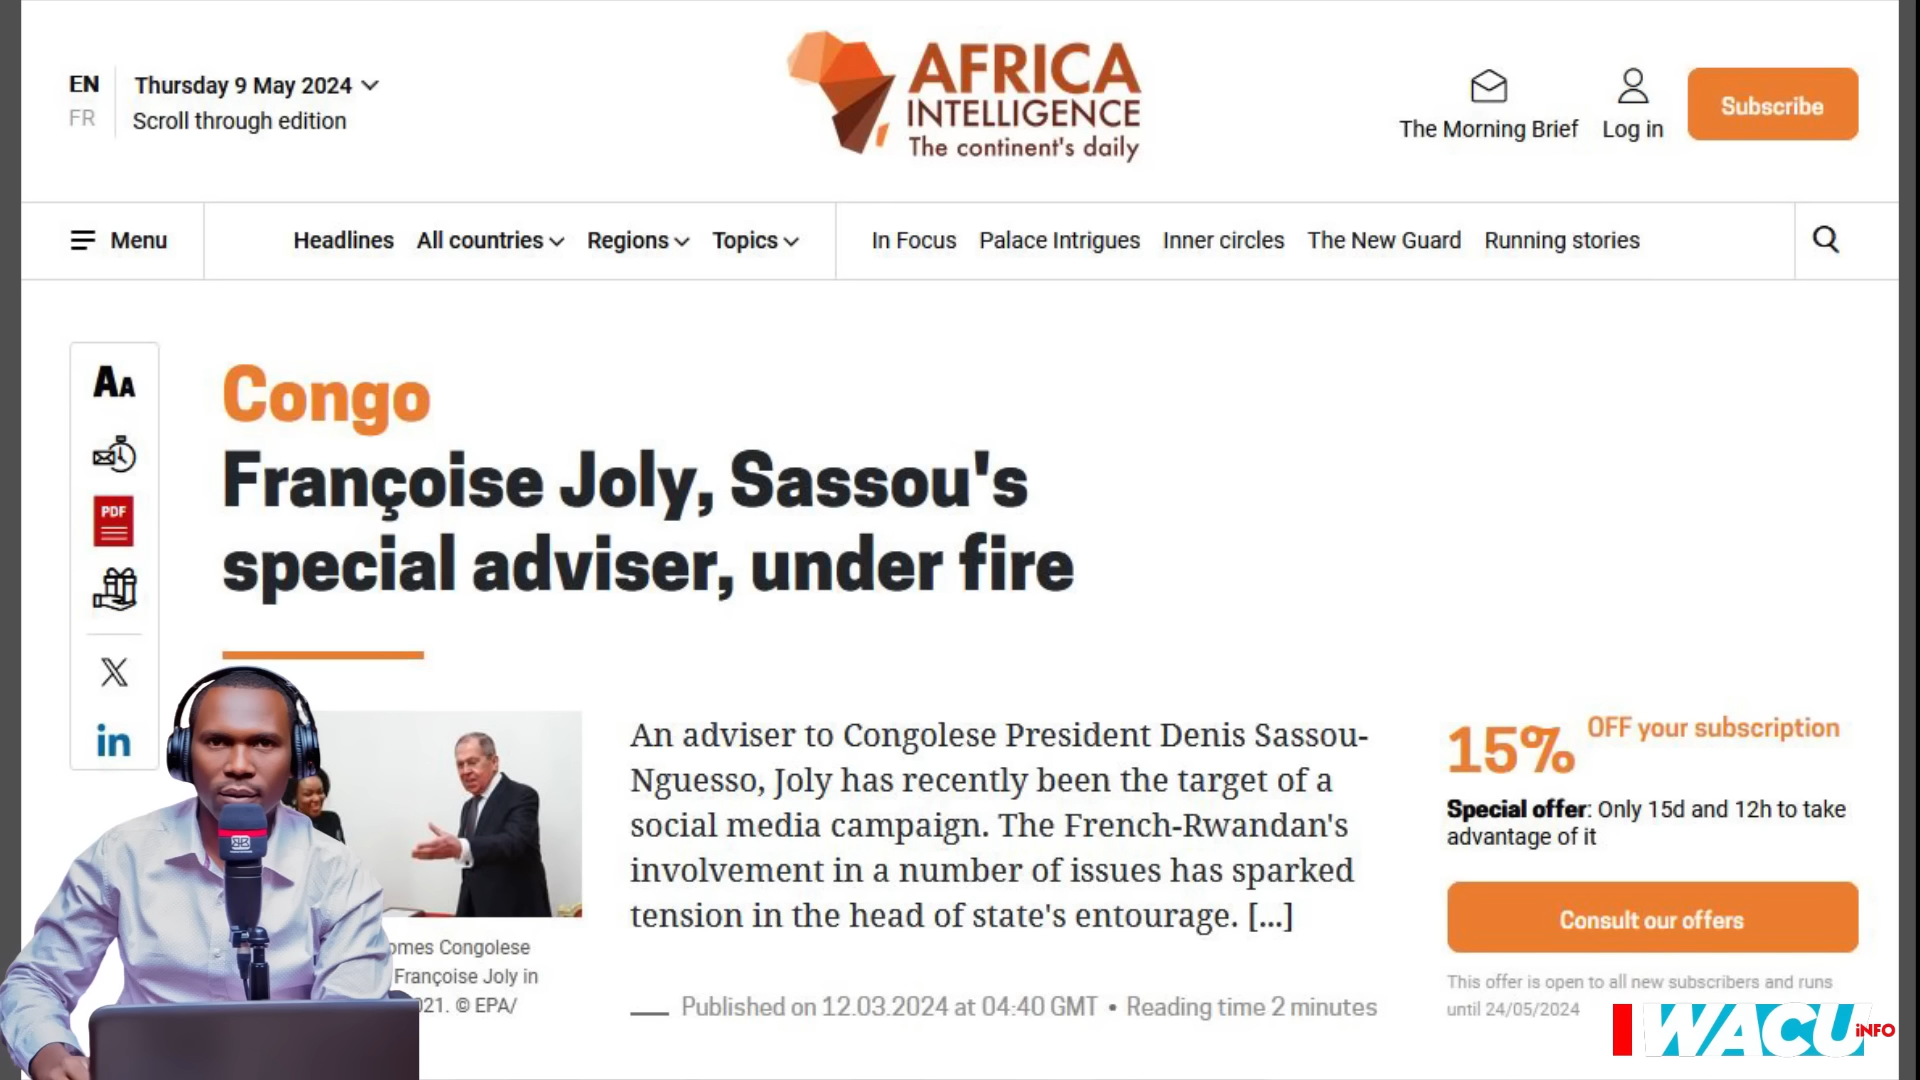 EN
FR
Thursday 9 May 2024
Scroll through edition
AFRICA
INTELLIGENCE
The continent's daily
The Morning Brief
Log in
Subscribe
Menu
Headlines
All countries
Regions
Topics
In Focus
Palace Intrigues
Inner circles
The New Guard
Running stories
AA
PDF
X
in
Congo
Françoise Joly, Sassou's
special adviser, under fire
An adviser to Congolese President Denis Sassou-
Nguesso, Joly has recently been the target of a
social media campaign. The French-Rwandan's
involvement in a number of issues has sparked
tension in the head of state's entourage. [...]
Published on 12.03.2024 at 04:40 GMT • Reading time 2 minutes
omes Congolese
Françoise Joly in
021. © EPA/
15% OFF your subscription
Special offer: Only 15d and 12h to take
advantage of it
Consult our offers
This offer is open to all new subscribers and runs
until 24/05/2024
IWACU INFO